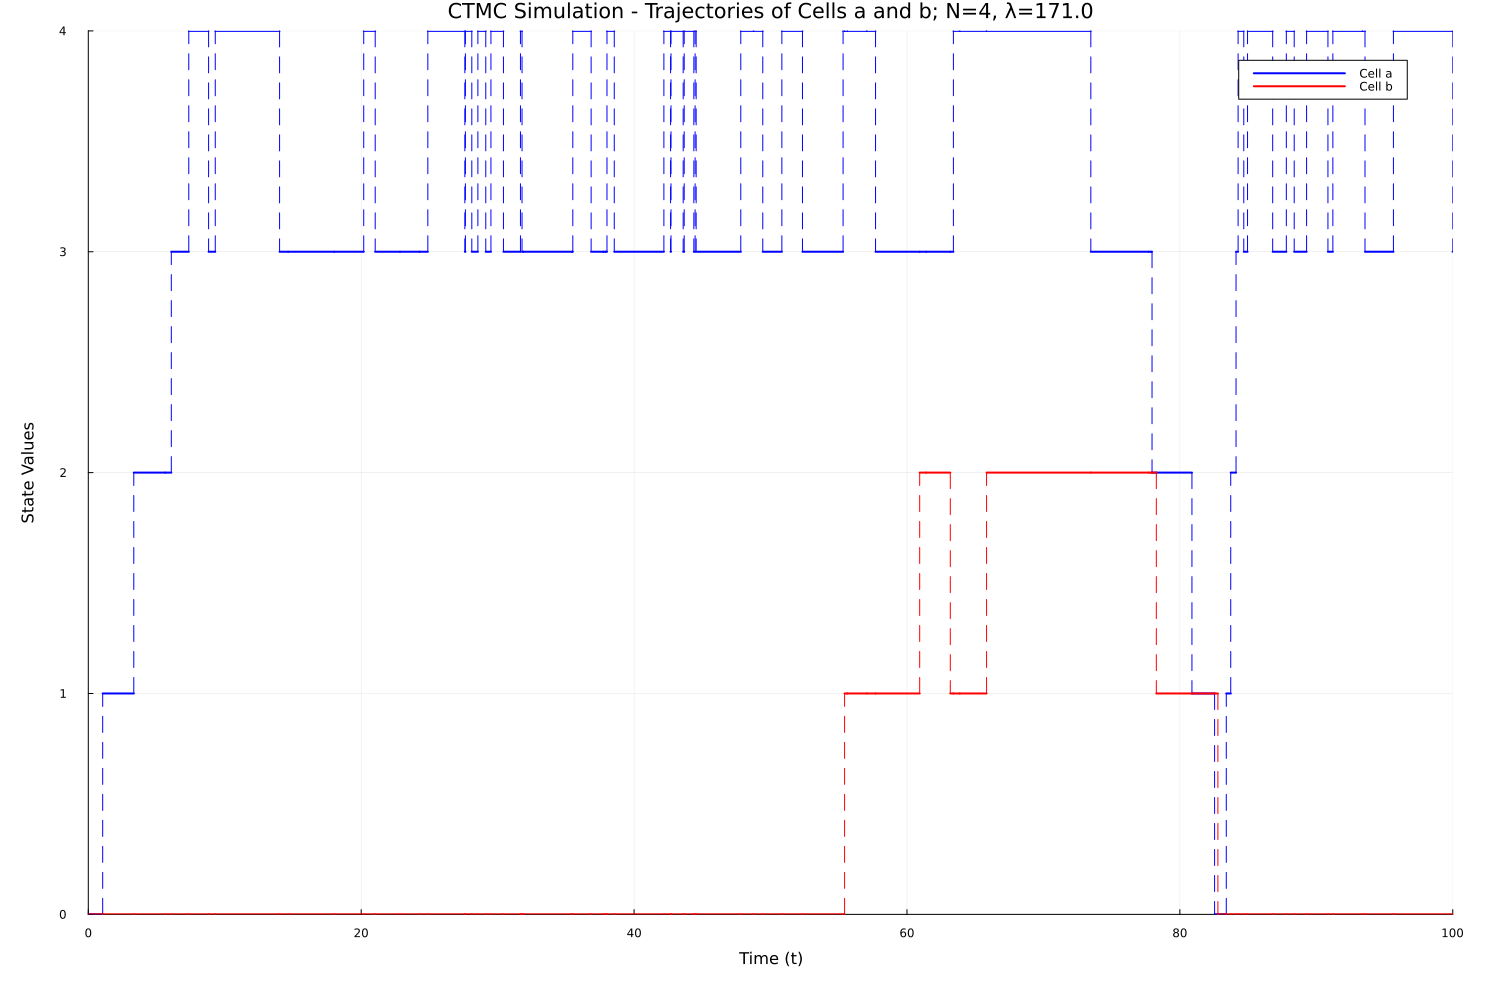 CTMC Simulation - Trajectories of Cells a and b; N=4, λ=171.0
4
Cell a
Cell b
3
State Values
2
1
0
0 20 40 60 80 100
Time (t)